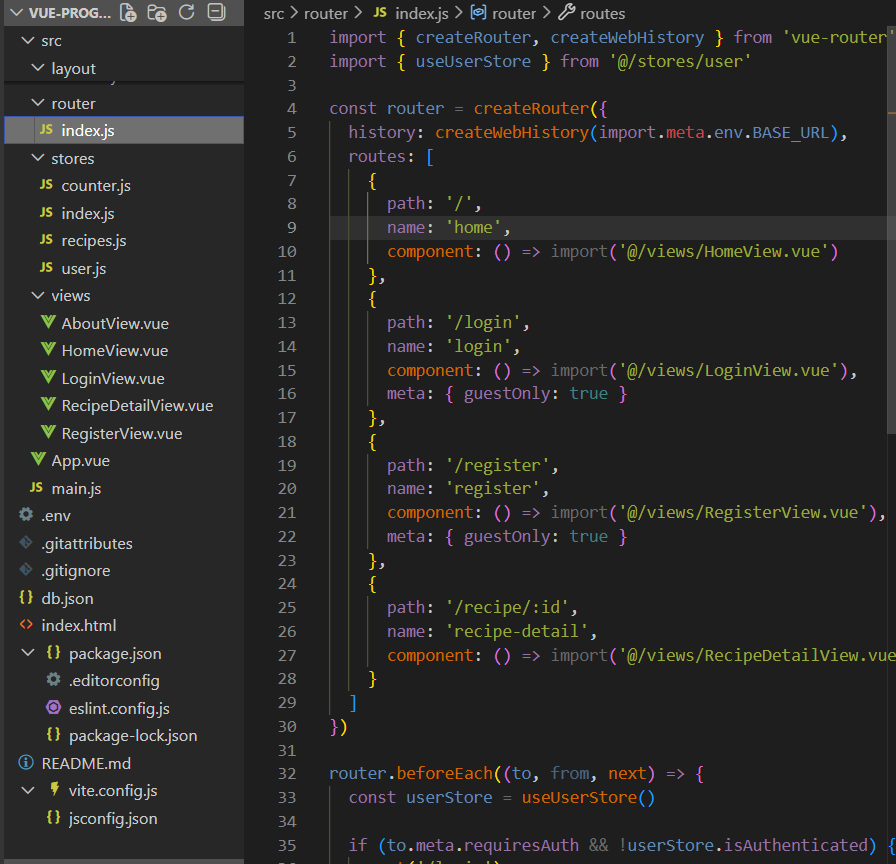 VUE-PROG...
src
layout
router
JS index.js
stores
JS counter.js
JS index.js
JS recipes.js
JS user.js
views
AboutView.vue
HomeView.vue
LoginView.vue
RecipeDetailView.vue
RegisterView.vue
App.vue
JS main.js
.env
.gitattributes
.gitignore
{} db.json
<> index.html
{} package.json
.editorconfig
eslint.config.js
{} package-lock.json
README.md
vite.config.js
{} jsconfig.json
src > router > JS index.js > router > routes
1 import { createRouter, createWebHistory } from 'vue-router'
2 import { useUserStore } from '@/stores/user'
3
4 const router = createRouter({
5 history: createWebHistory(import.meta.env.BASE_URL),
6 routes: [
7 {
8 path: '/',
9 name: 'home',
10 component: () => import('@/views/HomeView.vue')
11 },
12 {
13 path: '/login',
14 name: 'login',
15 component: () => import('@/views/LoginView.vue'),
16 meta: { guestOnly: true }
17 },
18 {
19 path: '/register',
20 name: 'register',
21 component: () => import('@/views/RegisterView.vue'),
22 meta: { guestOnly: true }
23 },
24 {
25 path: '/recipe/:id',
26 name: 'recipe-detail',
27 component: () => import('@/views/RecipeDetailView.vue
28 }
29 ]
30 })
31
32 router.beforeEach((to, from, next) => {
33 const userStore = useUserStore()
34
35 if (to.meta.requiresAuth && !userStore.isAuthenticated) {